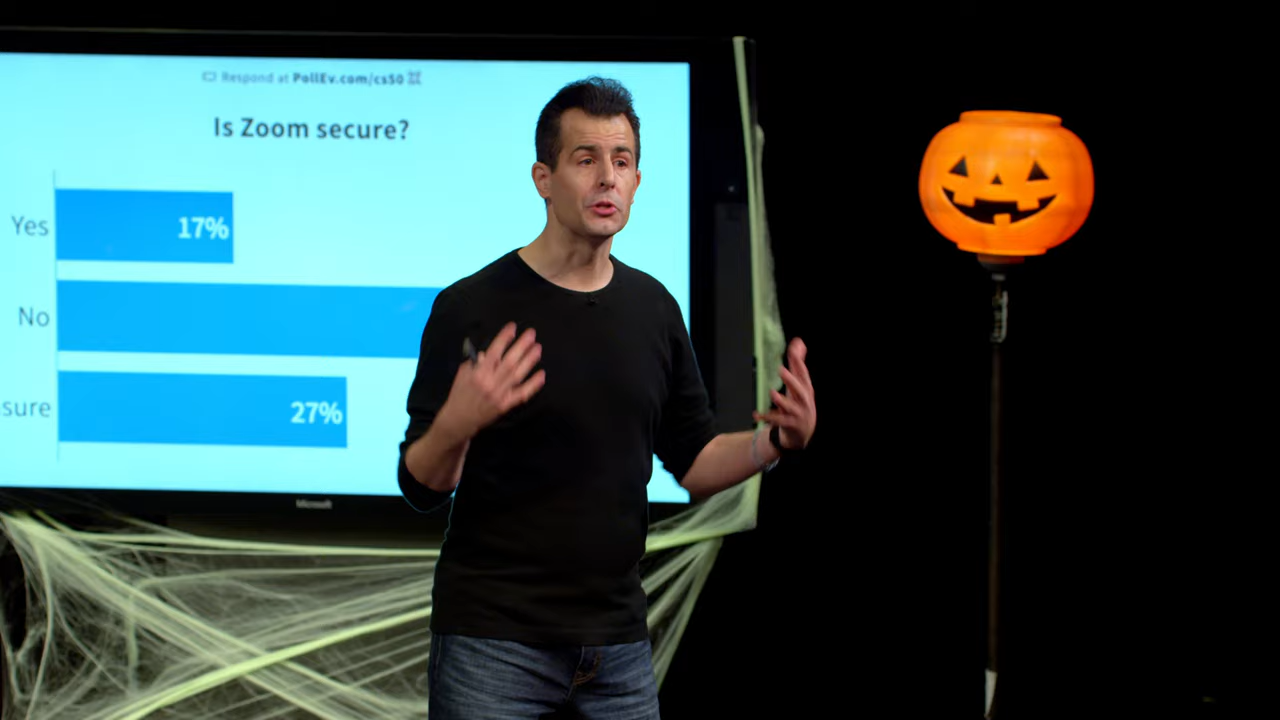 Respond at PollEv.com/cs50
Is Zoom secure?
Yes
17%
No
sure
27%
Microsoft